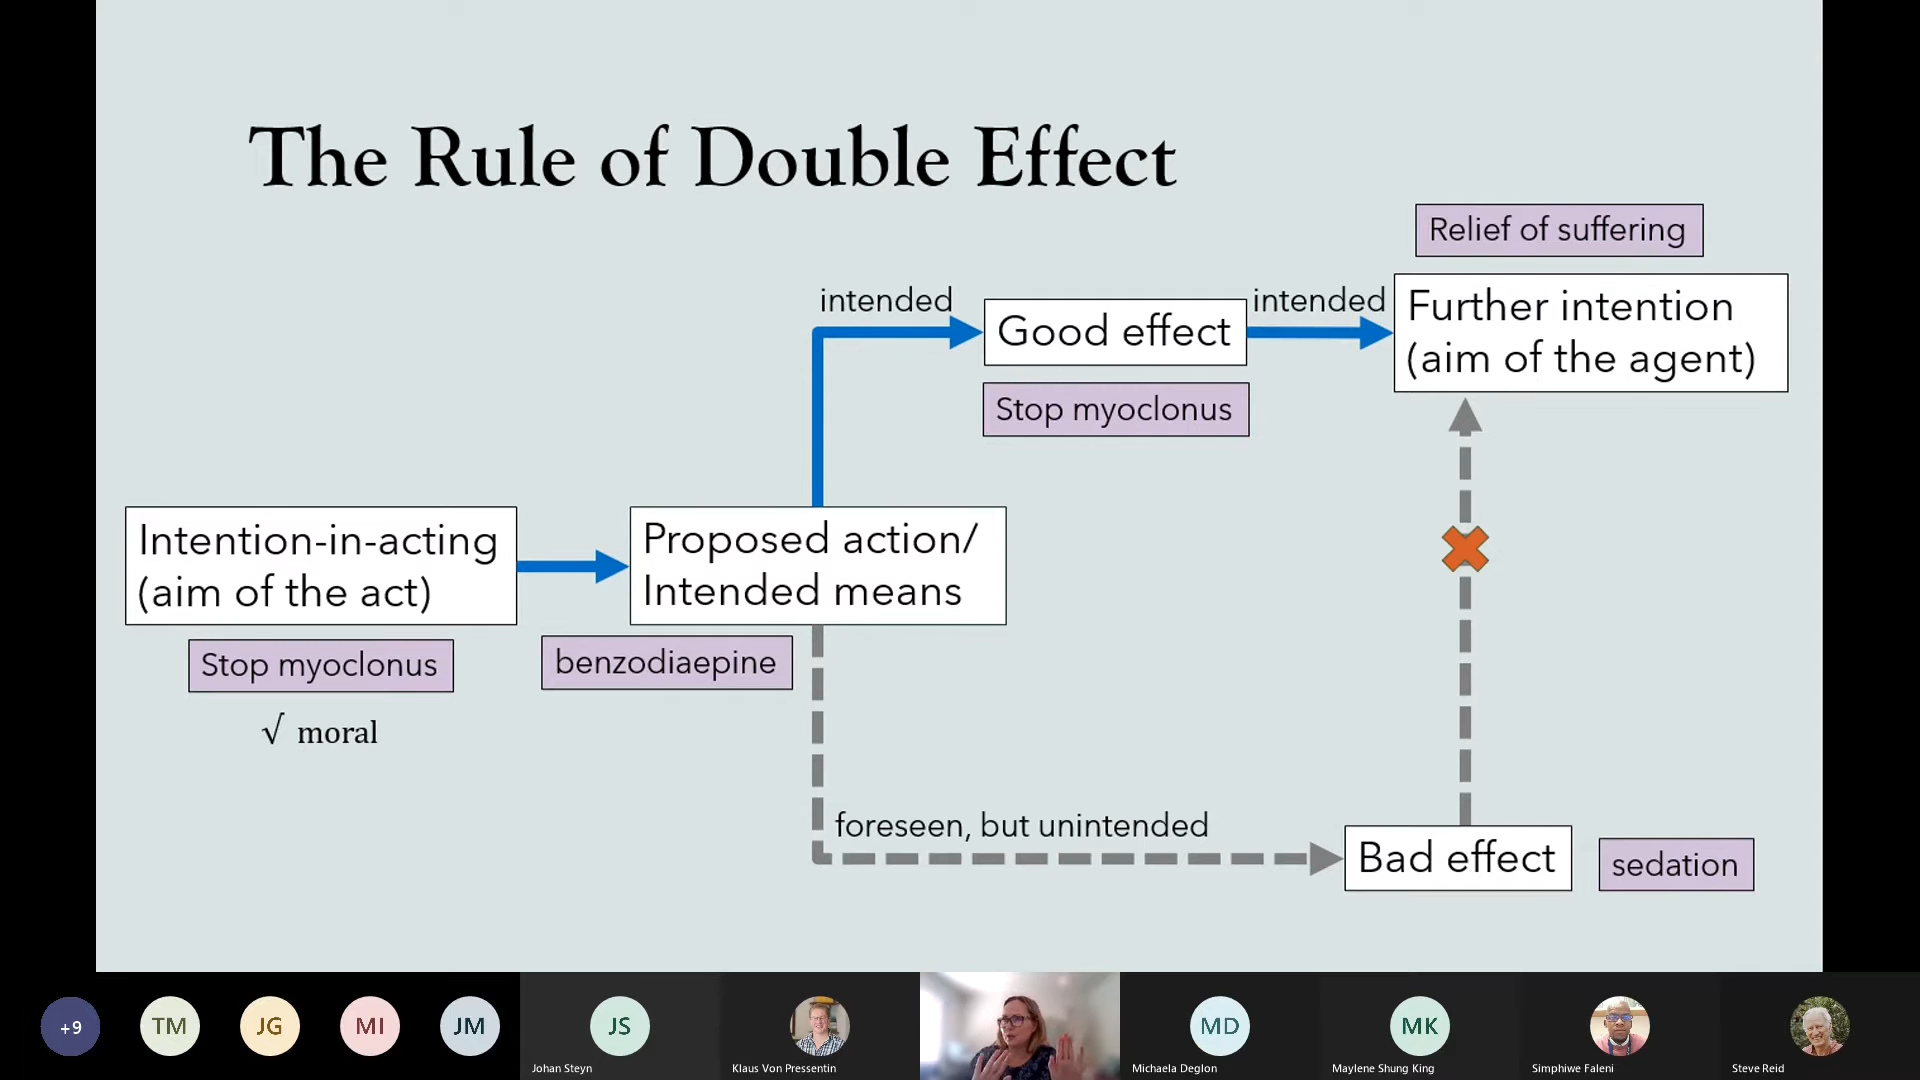 The Rule of Double Effect
Relief of suffering
intended
intended
Good effect
Further intention
(aim of the agent)
Stop myoclonus
Intention-in-acting
(aim of the act)
Proposed action/
Intended means
Stop myoclonus
benzodiaepine
√ moral
foreseen, but unintended
Bad effect
sedation
+9
TM
JG
MI
JM
JS
MD
MK
Johan Steyn
Klaus Von Pressentin
Michaela Deglon
Maylene Shung King
Simphiwe Faleni
Steve Reid